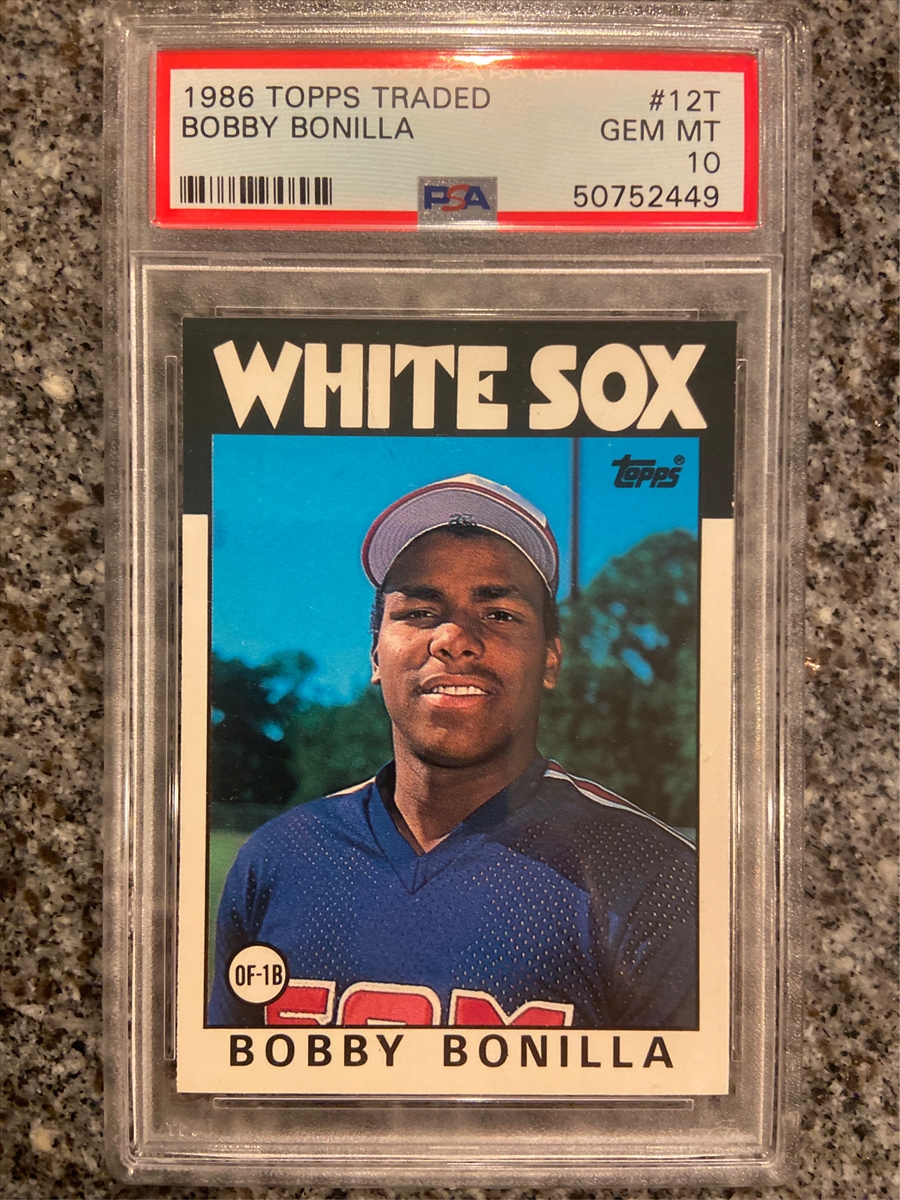 1986 TOPPS TRADED #12T
BOBBY BONILLA GEM MT
10
PSA 50752449
WHITE SOX
topps®
OF-1B
BOBBY BONILLA